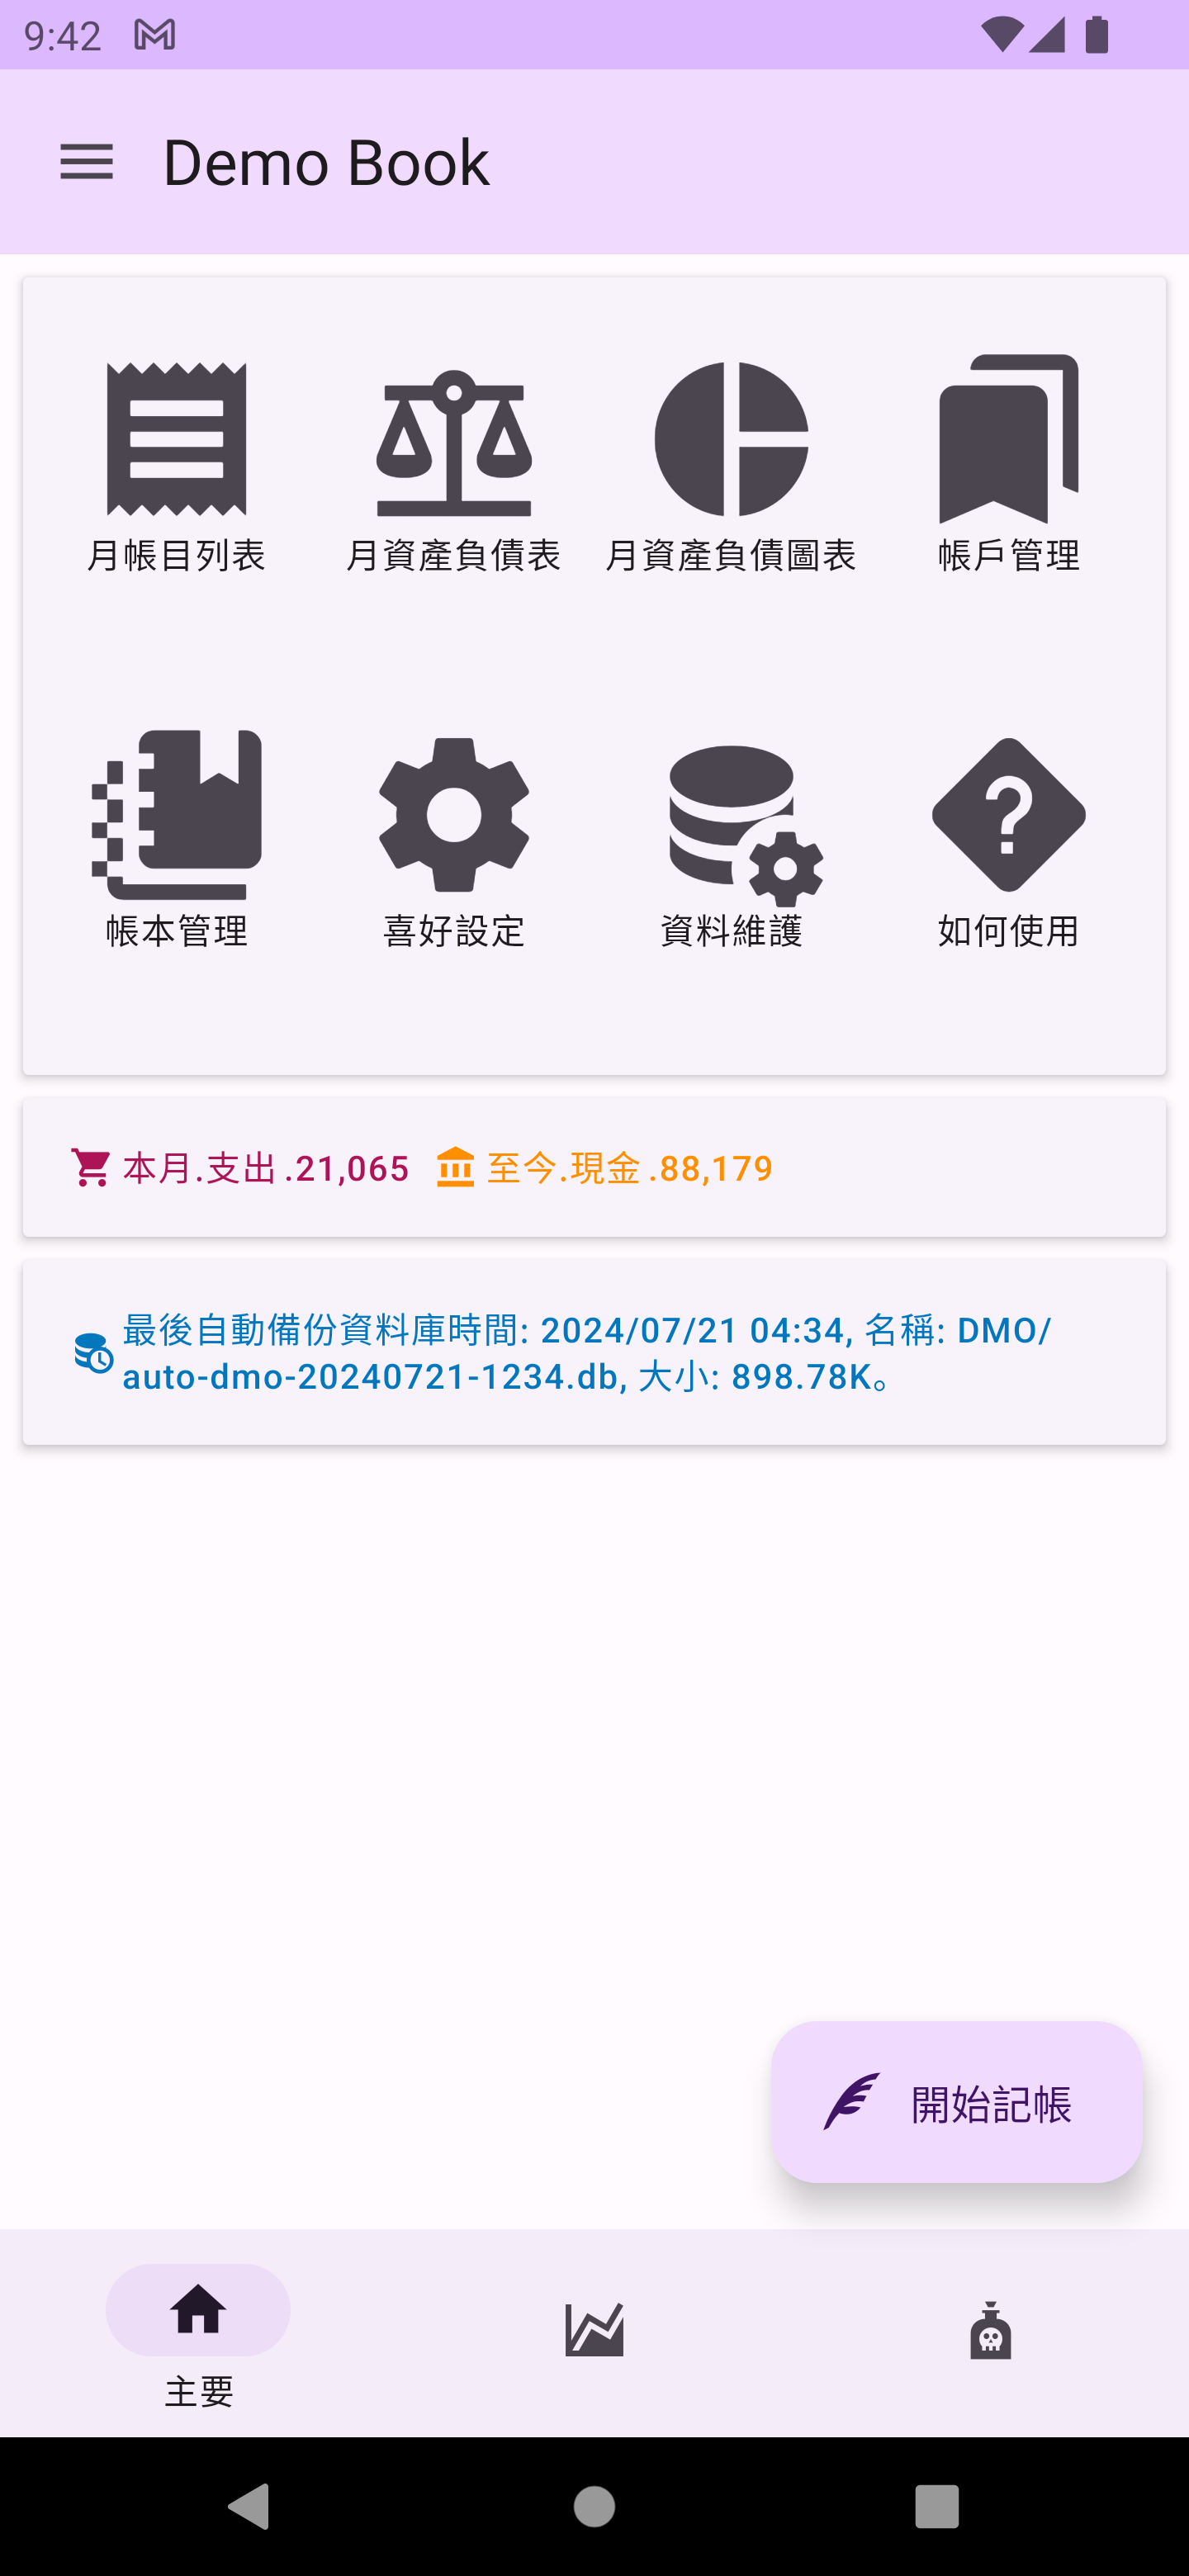 9:42
Demo Book
月帳目列表 月資產負債表 月資產負債圖表 帳戶管理
帳本管理 喜好設定 資料維護 如何使用
本月.支出.21,065 至今.現金.88,179
最後自動備份資料庫時間: 2024/07/21 04:34, 名稱: DMO/
auto-dmo-20240721-1234.db, 大小: 898.78K。
開始記帳
主要